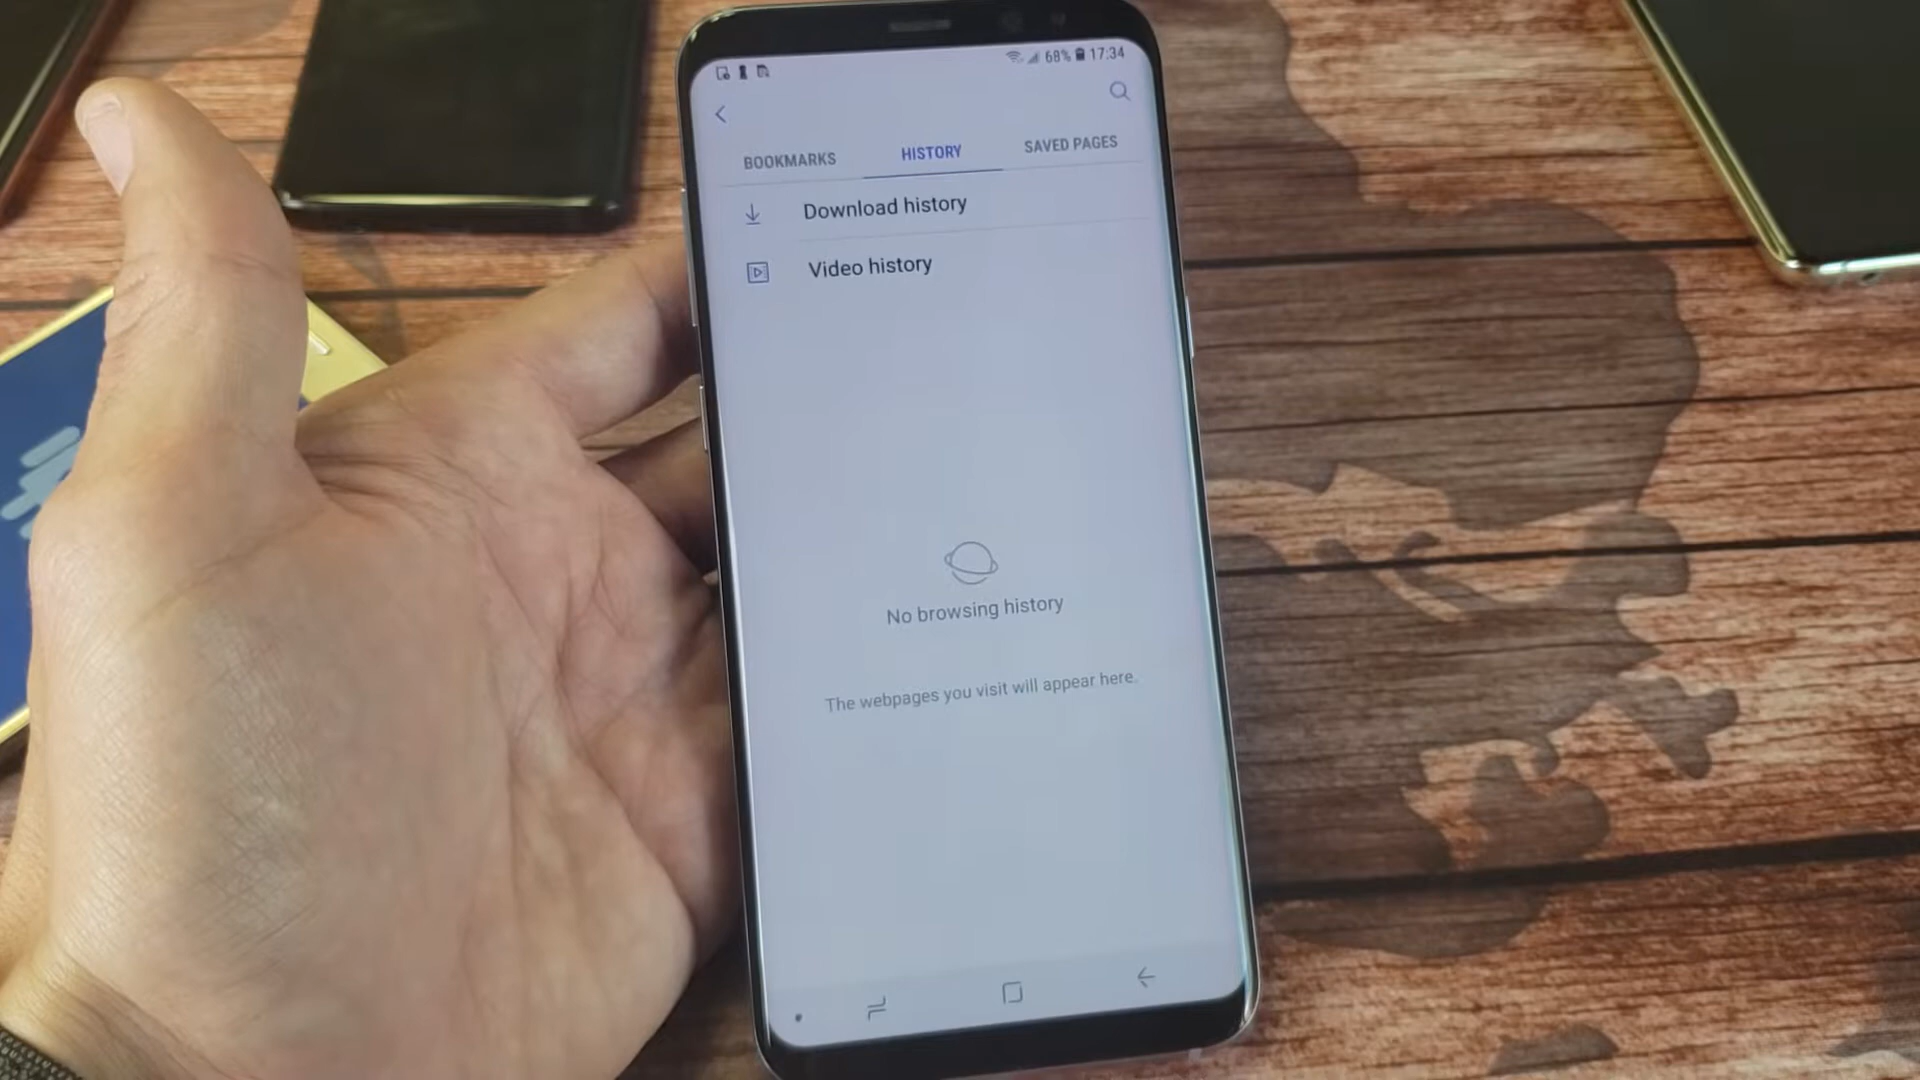 68% 17:34
BOOKMARKS HISTORY SAVED PAGES
Download history
Video history
No browsing history
The webpages you visit will appear here.